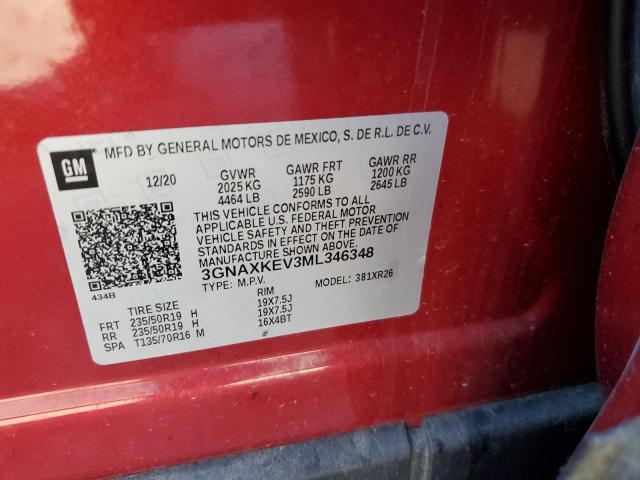 GM
MFD BY GENERAL MOTORS DE MEXICO, S. DE R.L. DE C.V.
12/20 GVWR GAWR FRT GAWR RR
2025 KG 1175 KG 1200 KG
4464 LB 2590 LB 2645 LB
THIS VEHICLE CONFORMS TO ALL
APPLICABLE U.S. FEDERAL MOTOR
VEHICLE SAFETY AND THEFT PREVENTION
STANDARDS IN EFFECT ON THE DATE OF
MANUFACTURE SHOWN ABOVE.
3GNAXKEV3ML346348
TYPE: M.P.V. MODEL: 381XR26
434B
TIRE SIZE RIM
FRT 235/50R19 H 19X7.5J
RR 235/50R19 H 19X7.5J
SPA T135/70R16 M 16X4BT